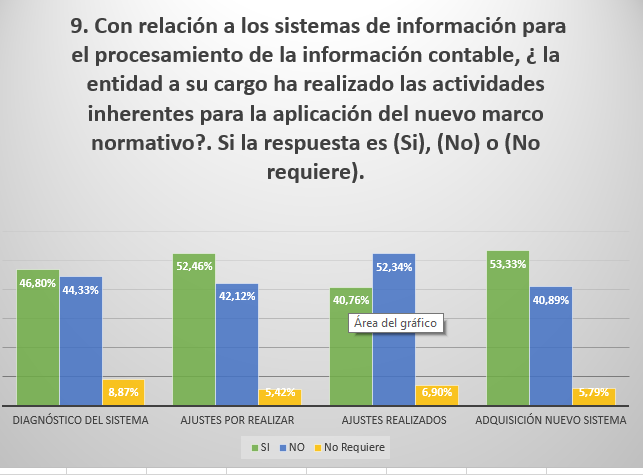 9. Con relación a los sistemas de información para
el procesamiento de la información contable, ¿ la
entidad a su cargo ha realizado las actividades
inherentes para la aplicación del nuevo marco
normativo?. Si la respuesta es (Si), (No) o (No
requiere).
46,80% 44,33% 8,87% 52,46% 42,12% 5,42% 40,76% 52,34% 6,90% 53,33% 40,89% 5,79%
Área del gráfico
DIAGNÓSTICO DEL SISTEMA AJUSTES POR REALIZAR AJUSTES REALIZADOS ADQUISICIÓN NUEVO SISTEMA
SI NO No Requiere